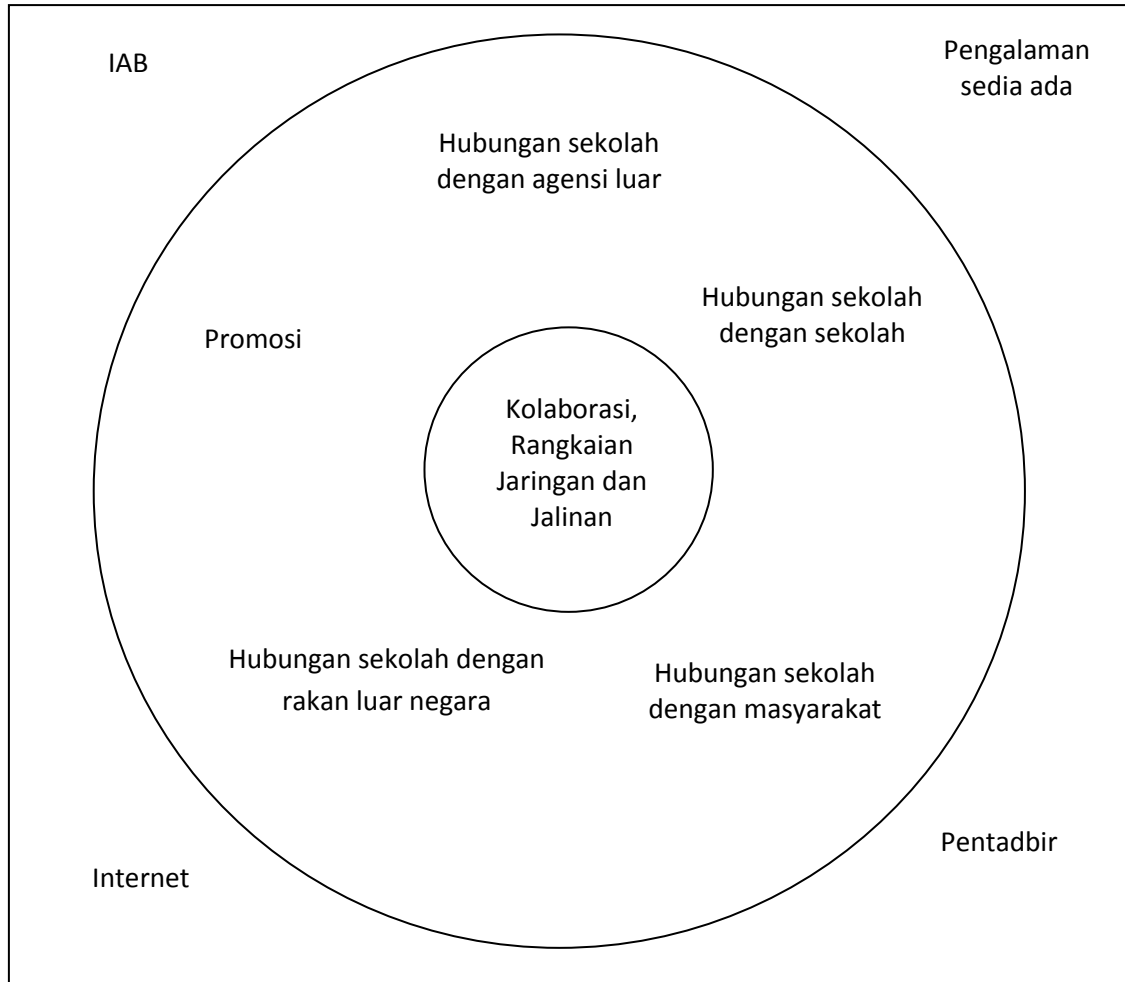 IAB
Pengalaman
sedia ada
Hubungan sekolah
dengan agensi luar
Hubungan sekolah
dengan sekolah
Promosi
Kolaborasi,
Rangkaian
Jaringan dan
Jalinan
Hubungan sekolah dengan
rakan luar negara
Hubungan sekolah
dengan masyarakat
Pentadbir
Internet